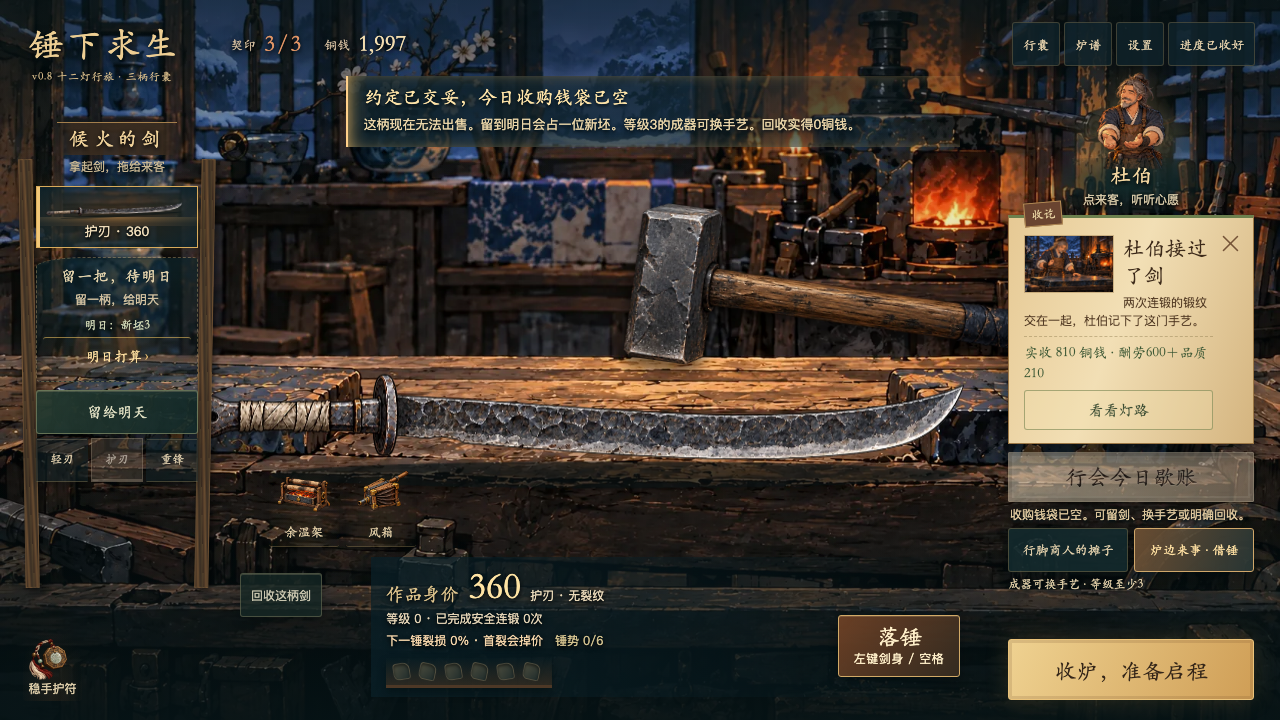 锤下求生
v0.8 十二灯行旅 · 三柄行囊
契印 3/3 铜钱 1,997
行囊
炉谱
设置
进度已收好
约定已交妥，今日收购钱袋已空
这柄现在无法出售。留到明日会占一位新坯。等级3的成器可换手艺。回收实得0铜钱。
候火的剑
拿起剑，拖给来客
护刃 · 360
留一把，待明日
留一柄，给明天
明日：新坯3
明日打算›
留给明天
轻刃
护刃
重锋
余温架
风箱
回收这柄剑
稳手护符
作品身价 360 护刃 · 无裂纹
等级 0 · 已完成安全连锻 0次
下一锤裂损 0% · 首裂会掉价 锤势 0/6
落锤
左键剑身 / 空格
杜伯
点来客，听听心愿
收讫
杜伯接过
了剑
两次连锻的锻纹
交在一起，杜伯记下了这门手艺。
实收 810 铜钱 · 酬劳600＋品质
210
看看灯路
行会今日歇账
收购钱袋已空。可留剑、换手艺或明确回收。
行脚商人的摊子
炉边来事 · 借锤
成器可换手艺 · 等级至少3
收炉，准备启程